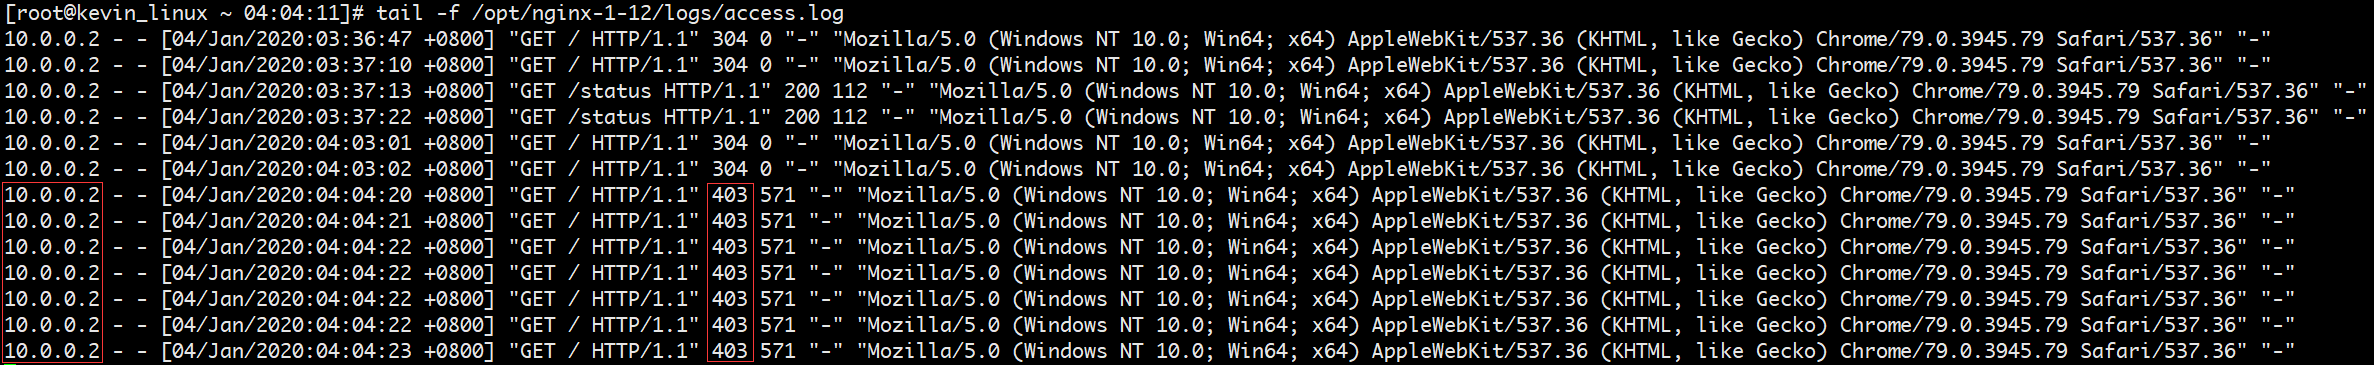 [root@kevin_linux ~ 04:04:11]# tail -f /opt/nginx-1-12/logs/access.log
10.0.0.2 - - [04/Jan/2020:03:36:47 +0800] "GET / HTTP/1.1" 304 0 "-" "Mozilla/5.0 (Windows NT 10.0; Win64; x64) AppleWebKit/537.36 (KHTML, like Gecko) Chrome/79.0.3945.79 Safari/537.36" "-"
10.0.0.2 - - [04/Jan/2020:03:37:10 +0800] "GET / HTTP/1.1" 304 0 "-" "Mozilla/5.0 (Windows NT 10.0; Win64; x64) AppleWebKit/537.36 (KHTML, like Gecko) Chrome/79.0.3945.79 Safari/537.36" "-"
10.0.0.2 - - [04/Jan/2020:03:37:13 +0800] "GET /status HTTP/1.1" 200 112 "-" "Mozilla/5.0 (Windows NT 10.0; Win64; x64) AppleWebKit/537.36 (KHTML, like Gecko) Chrome/79.0.3945.79 Safari/537.36" "-"
10.0.0.2 - - [04/Jan/2020:03:37:22 +0800] "GET /status HTTP/1.1" 200 112 "-" "Mozilla/5.0 (Windows NT 10.0; Win64; x64) AppleWebKit/537.36 (KHTML, like Gecko) Chrome/79.0.3945.79 Safari/537.36" "-"
10.0.0.2 - - [04/Jan/2020:04:03:01 +0800] "GET / HTTP/1.1" 304 0 "-" "Mozilla/5.0 (Windows NT 10.0; Win64; x64) AppleWebKit/537.36 (KHTML, like Gecko) Chrome/79.0.3945.79 Safari/537.36" "-"
10.0.0.2 - - [04/Jan/2020:04:03:02 +0800] "GET / HTTP/1.1" 304 0 "-" "Mozilla/5.0 (Windows NT 10.0; Win64; x64) AppleWebKit/537.36 (KHTML, like Gecko) Chrome/79.0.3945.79 Safari/537.36" "-"
10.0.0.2 - - [04/Jan/2020:04:04:20 +0800] "GET / HTTP/1.1" 403 571 "-" "Mozilla/5.0 (Windows NT 10.0; Win64; x64) AppleWebKit/537.36 (KHTML, like Gecko) Chrome/79.0.3945.79 Safari/537.36" "-"
10.0.0.2 - - [04/Jan/2020:04:04:21 +0800] "GET / HTTP/1.1" 403 571 "-" "Mozilla/5.0 (Windows NT 10.0; Win64; x64) AppleWebKit/537.36 (KHTML, like Gecko) Chrome/79.0.3945.79 Safari/537.36" "-"
10.0.0.2 - - [04/Jan/2020:04:04:22 +0800] "GET / HTTP/1.1" 403 571 "-" "Mozilla/5.0 (Windows NT 10.0; Win64; x64) AppleWebKit/537.36 (KHTML, like Gecko) Chrome/79.0.3945.79 Safari/537.36" "-"
10.0.0.2 - - [04/Jan/2020:04:04:22 +0800] "GET / HTTP/1.1" 403 571 "-" "Mozilla/5.0 (Windows NT 10.0; Win64; x64) AppleWebKit/537.36 (KHTML, like Gecko) Chrome/79.0.3945.79 Safari/537.36" "-"
10.0.0.2 - - [04/Jan/2020:04:04:22 +0800] "GET / HTTP/1.1" 403 571 "-" "Mozilla/5.0 (Windows NT 10.0; Win64; x64) AppleWebKit/537.36 (KHTML, like Gecko) Chrome/79.0.3945.79 Safari/537.36" "-"
10.0.0.2 - - [04/Jan/2020:04:04:22 +0800] "GET / HTTP/1.1" 403 571 "-" "Mozilla/5.0 (Windows NT 10.0; Win64; x64) AppleWebKit/537.36 (KHTML, like Gecko) Chrome/79.0.3945.79 Safari/537.36" "-"
10.0.0.2 - - [04/Jan/2020:04:04:23 +0800] "GET / HTTP/1.1" 403 571 "-" "Mozilla/5.0 (Windows NT 10.0; Win64; x64) AppleWebKit/537.36 (KHTML, like Gecko) Chrome/79.0.3945.79 Safari/537.36" "-"